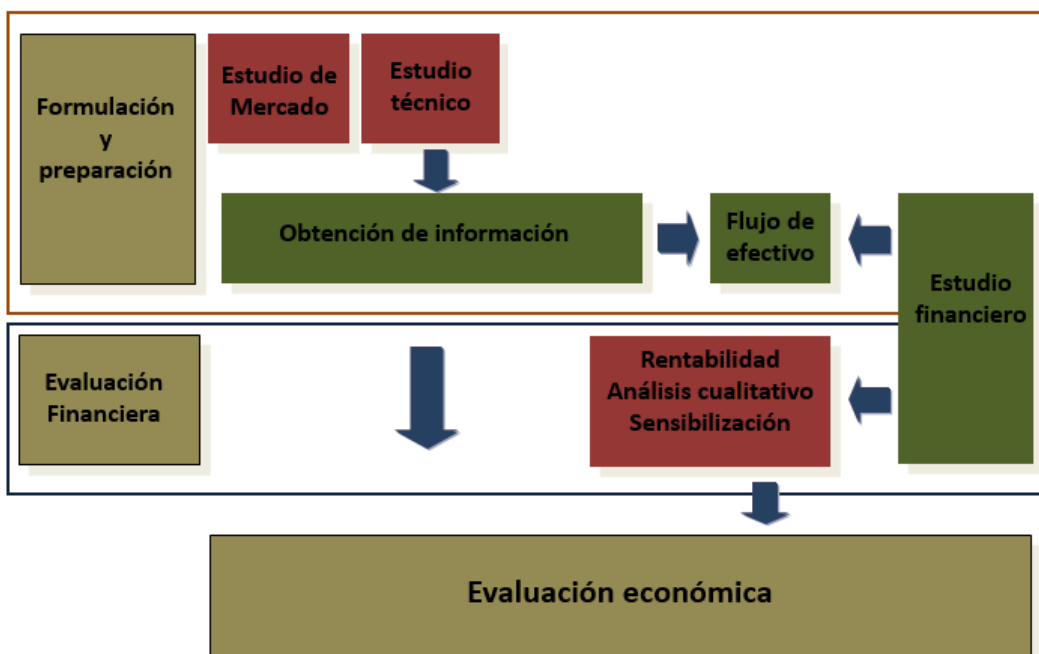 Formulación
y
preparación
Estudio de
Mercado
Estudio
técnico
Obtención de información
Flujo de
efectivo
Estudio
financiero
Evaluación
Financiera
Rentabilidad
Análisis cualitativo
Sensibilización
Evaluación económica